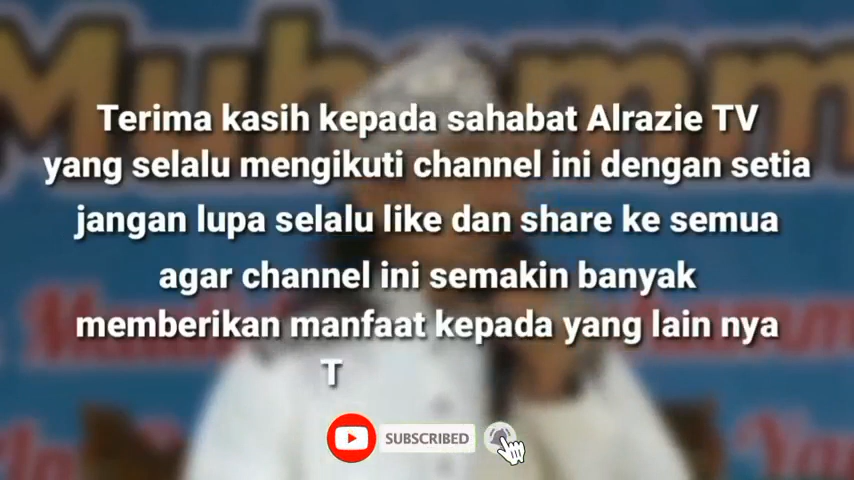 Terima kasih kepada sahabat Alrazie TV
yang selalu mengikuti channel ini dengan setia
jangan lupa selalu like dan share ke semua
agar channel ini semakin banyak
memberikan manfaat kepada yang lain nya
T
SUBSCRIBED